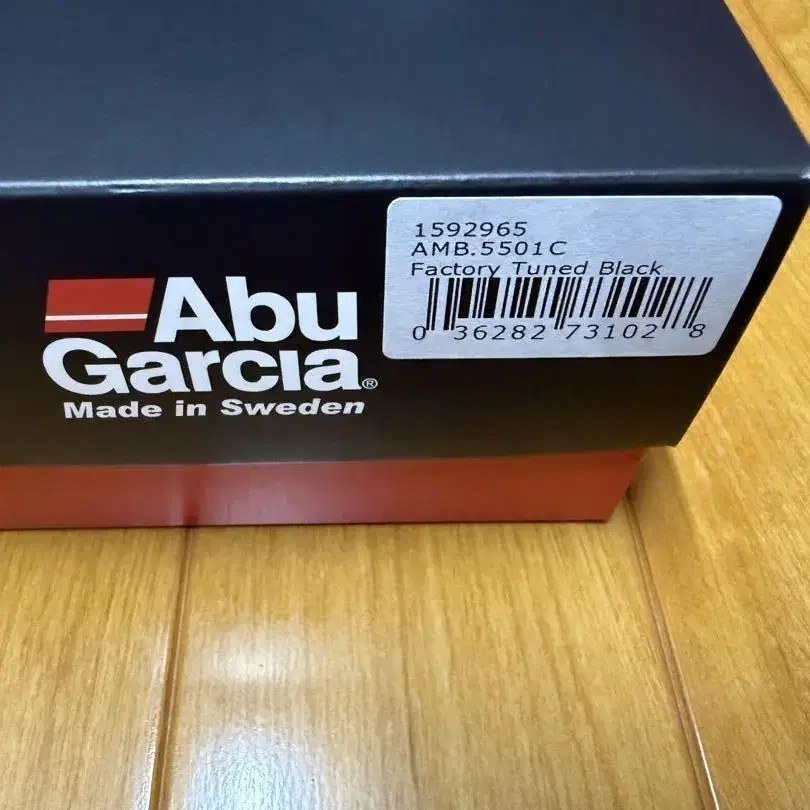 Abu
Garcia®
Made in Sweden
1592965
AMB.5501C
Factory Tuned Black
0 36282 73102 8